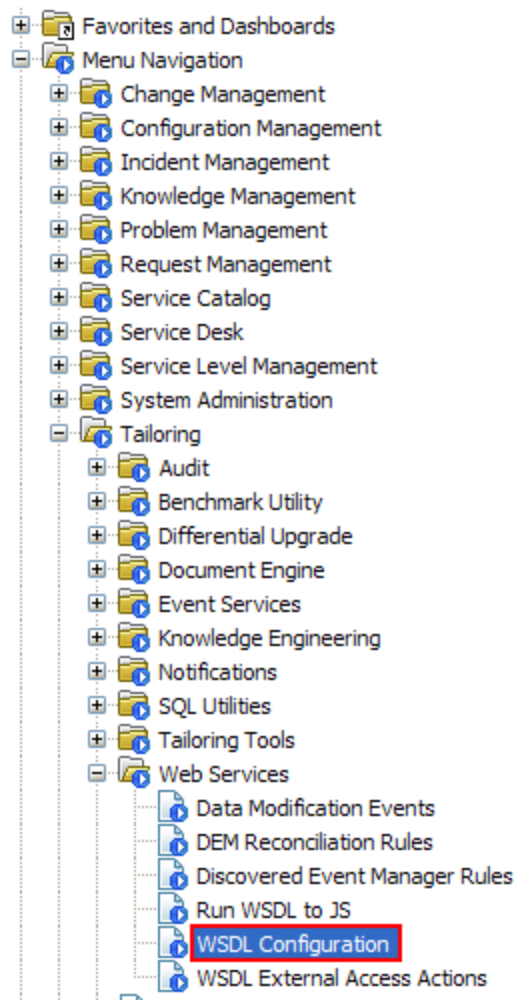 Favorites and Dashboards
Menu Navigation
Change Management
Configuration Management
Incident Management
Knowledge Management
Problem Management
Request Management
Service Catalog
Service Desk
Service Level Management
System Administration
Tailoring
Audit
Benchmark Utility
Differential Upgrade
Document Engine
Event Services
Knowledge Engineering
Notifications
SQL Utilities
Tailoring Tools
Web Services
Data Modification Events
DEM Reconciliation Rules
Discovered Event Manager Rules
Run WSDL to JS
WSDL Configuration
WSDL External Access Actions